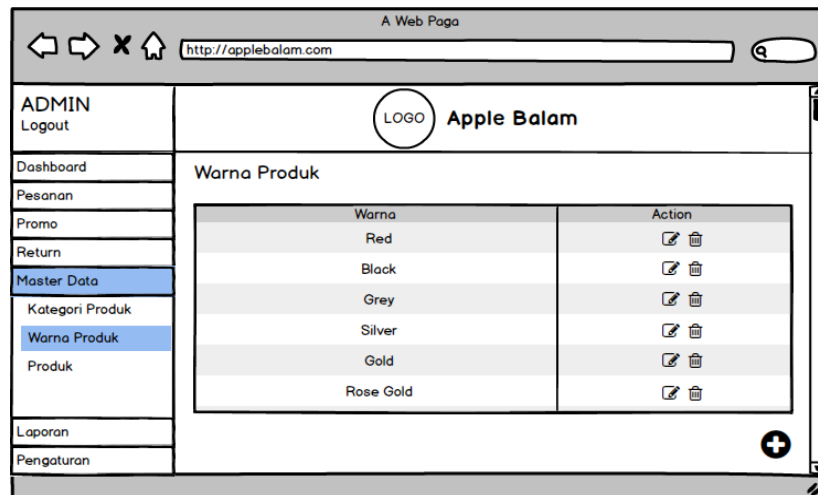 A Web Paga
http://applebalam.com
ADMIN
Logout
LOGO
Apple Balam
Dashboard
Pesanan
Promo
Return
Master Data
Kategori Produk
Warna Produk
Produk
Laporan
Pengaturan
Warna Produk
Warna Action
Red
Black
Grey
Silver
Gold
Rose Gold